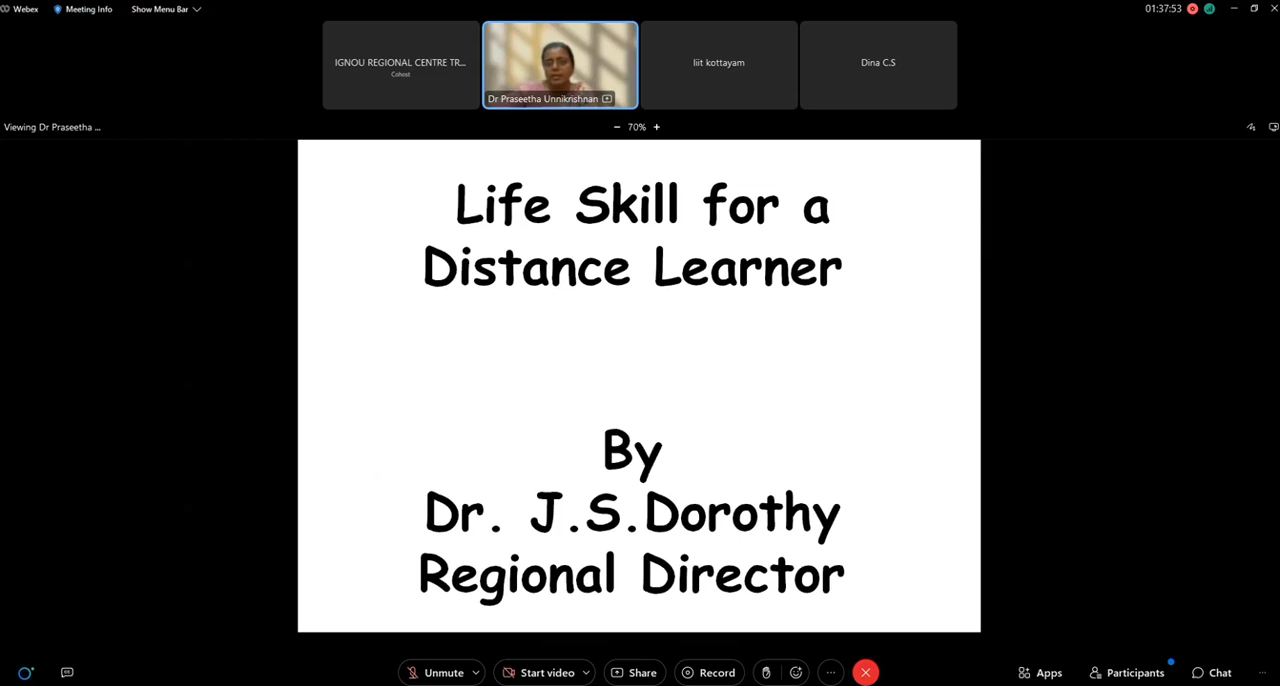 Webex Meeting Info Show Menu Bar 01:37:53
IGNOU REGIONAL CENTRE TR...
Cohost
Dr Praseetha Unnikrishnan
liit kottayam
Dina C.S
Viewing Dr Praseetha ...
− 70% +
Life Skill for a
Distance Learner
By
Dr. J.S.Dorothy
Regional Director
Unmute Start video Share Record Apps Participants Chat